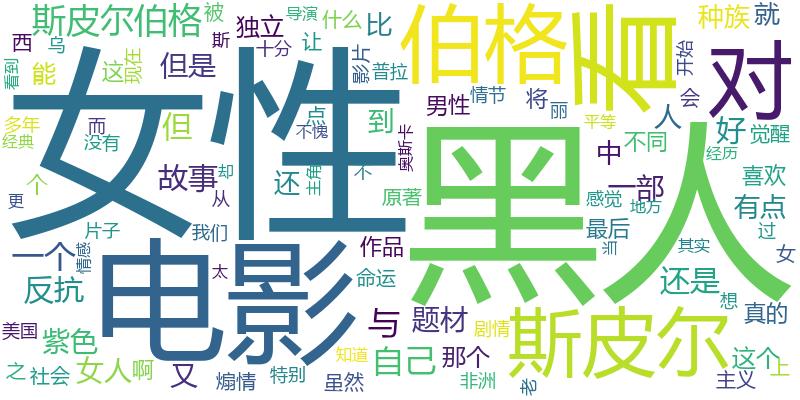 斯皮尔伯格
被
独立
导演
什么
比
伯格
看
种族
就
西
乌
斯
十分
让
影片
对
看到
能
这
现在
但是
普拉
开始
女性
黑人
男性
情节
将
人
会
多年
而
但
点
到
丽
平等
好
觉醒
经典
没有
不愧
奥斯卡
中
不同
经历
个
却
还
主角
不
原著
感觉
一部
喜欢
更
故事
从
地方
有点
片子
我们
最后
当
过
电影
作品
其实
女
一个
情感
太
命运
还是
想
反抗
与
题材
斯皮尔
真的
美国
紫色
剧情
自己
那个
这个
上
知道
之
社会
女人
啊
又
煽情
特别
虽然
非洲
老
主义